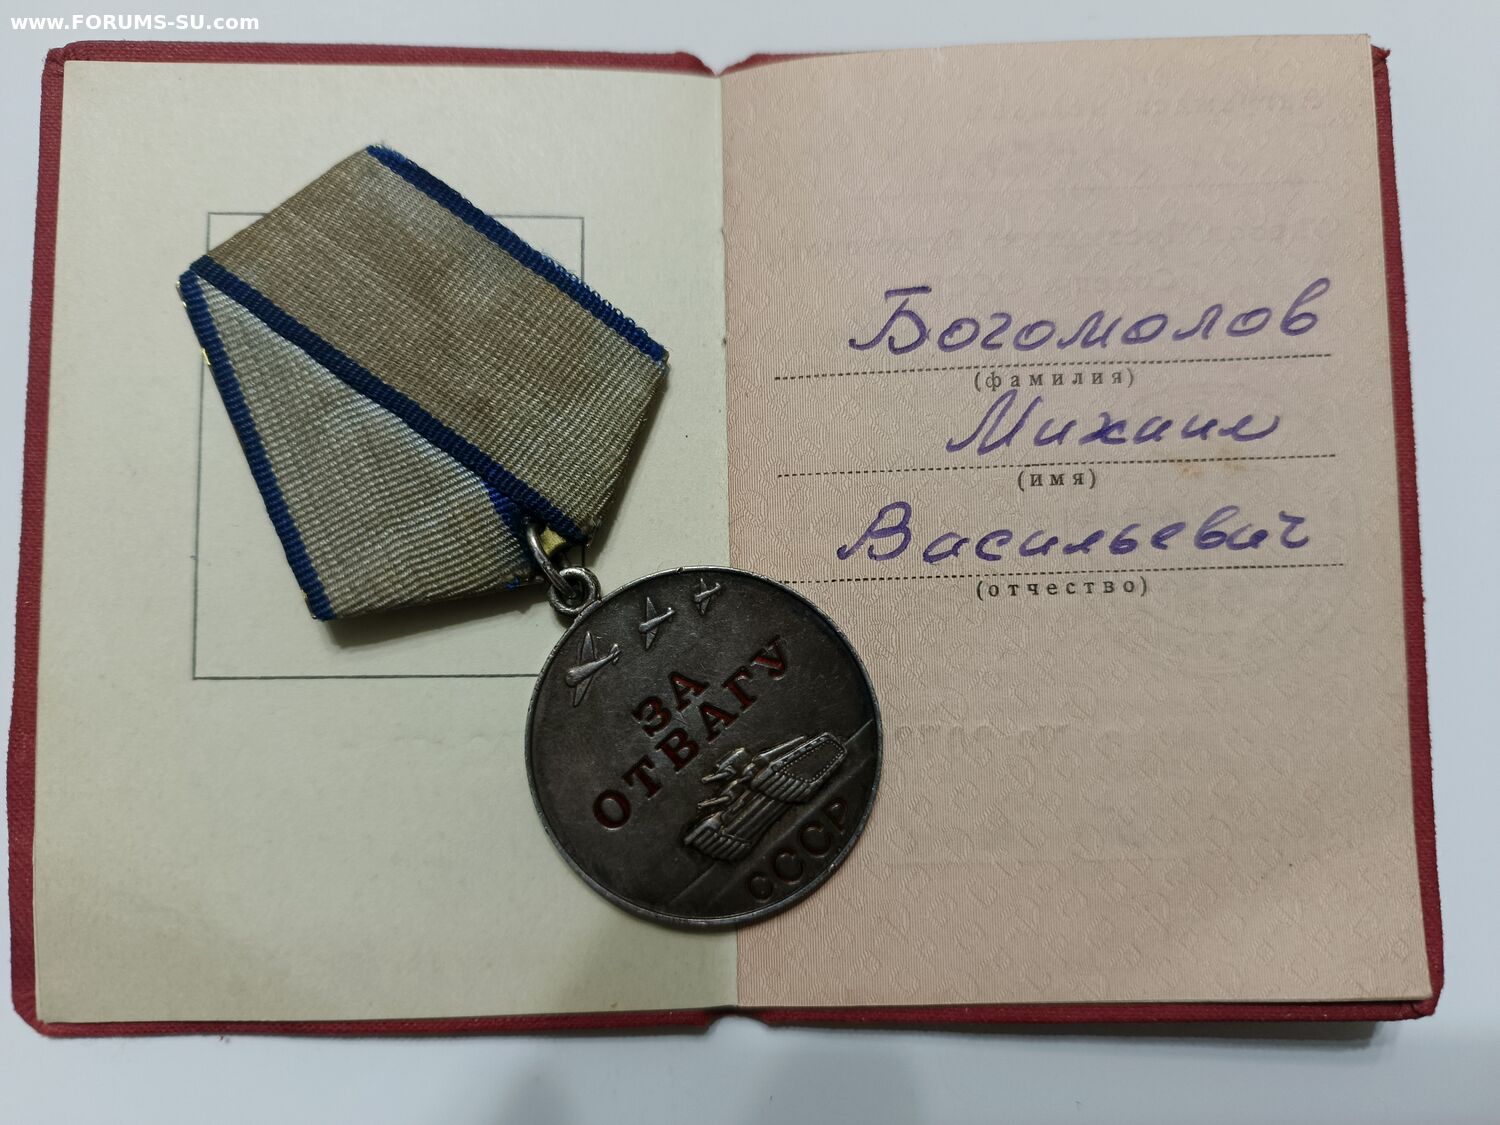 www.FORUMS-SU.com
Богомолов
(фамилия)
Михаил
(имя)
Васильевич
(отчество)
ЗА
ОТВАГУ
СССР